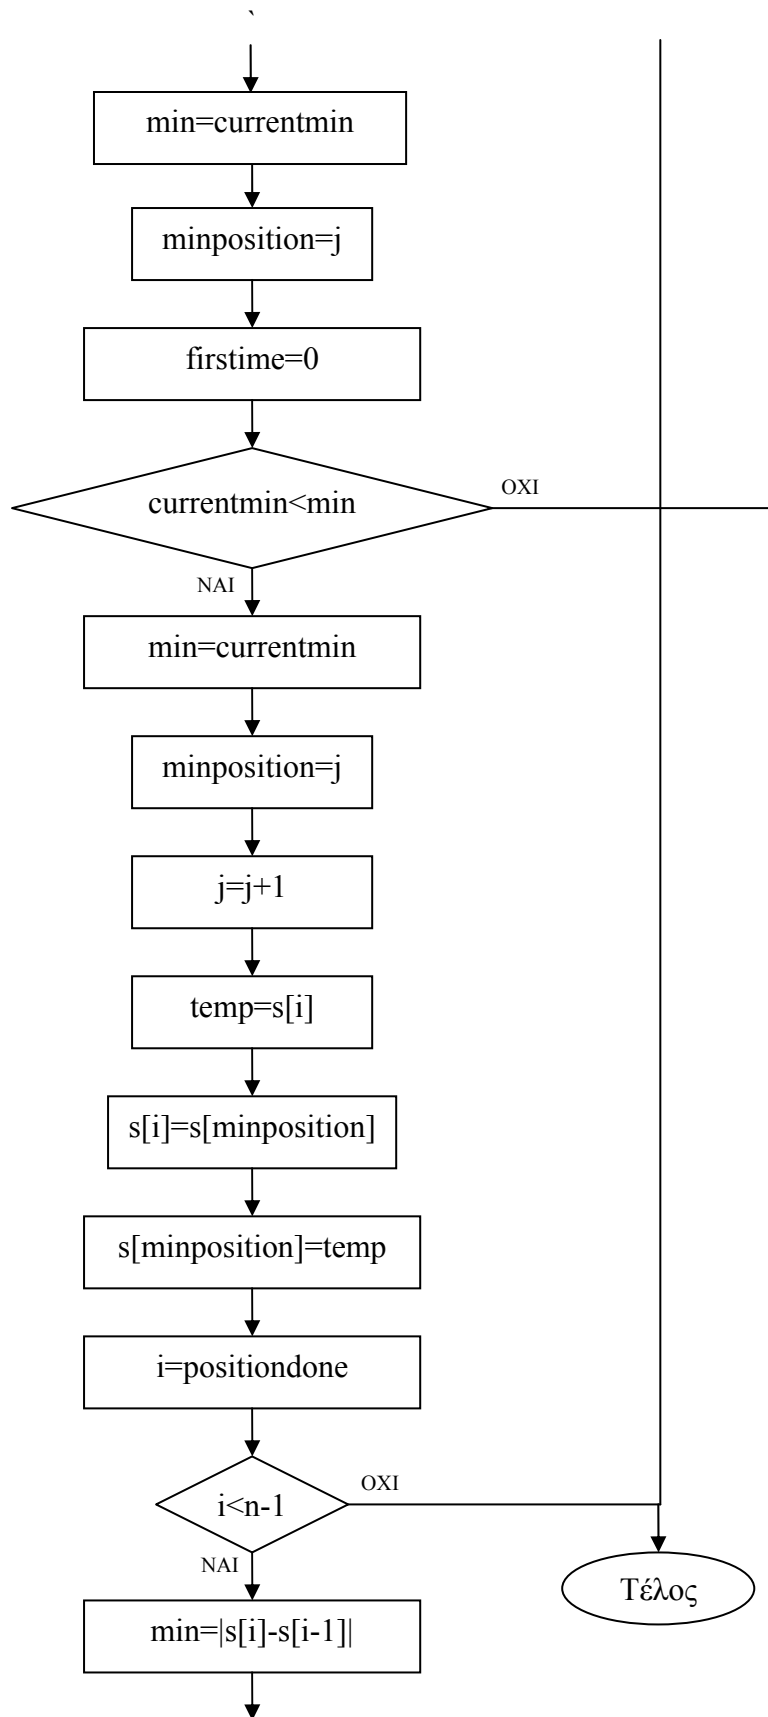 `
min=currentmin
minposition=j
firstime=0
currentmin<min
ΟΧΙ
ΝΑΙ
min=currentmin
minposition=j
j=j+1
temp=s[i]
s[i]=s[minposition]
s[minposition]=temp
i=positiondone
i<n-1
ΟΧΙ
ΝΑΙ
Τέλος
min=|s[i]-s[i-1]|